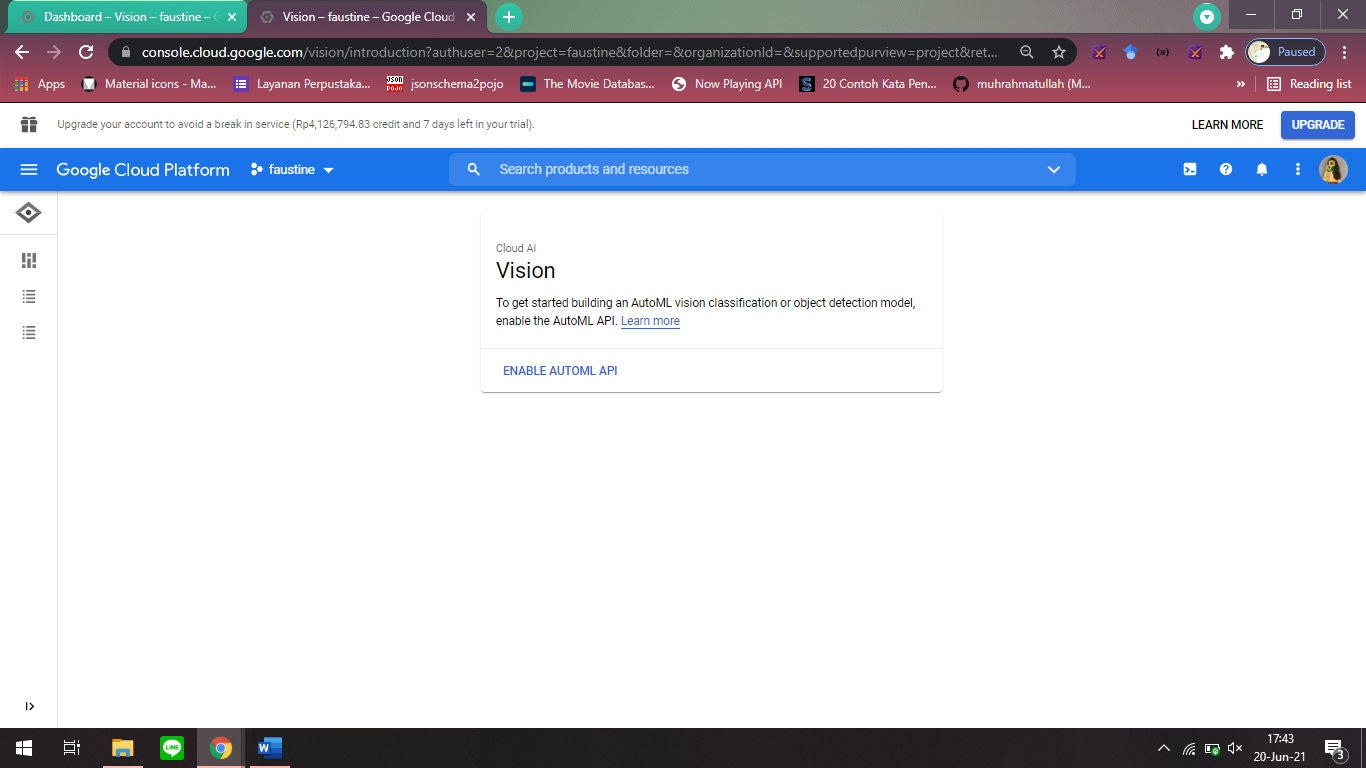 Dashboard – Vision – faustine –
Vision – faustine – Google Cloud
console.cloud.google.com/vision/introduction?authuser=2&project=faustine&folder=&organizationId=&supportedpurview=project&ret...
Paused
Apps
Material icons - Ma...
Layanan Perpustaka...
JSON POJO
jsonschema2pojo
The Movie Databas...
Now Playing API
20 Contoh Kata Pen...
muhrahmatullah (M...
»
Reading list
Upgrade your account to avoid a break in service (Rp4,126,794.83 credit and 7 days left in your trial).
LEARN MORE
UPGRADE
Google Cloud Platform
faustine
Search products and resources
Cloud AI
Vision
To get started building an AutoML vision classification or object detection model,
enable the AutoML API. Learn more
ENABLE AUTOML API
LINE
W
17:43
20-Jun-21
3